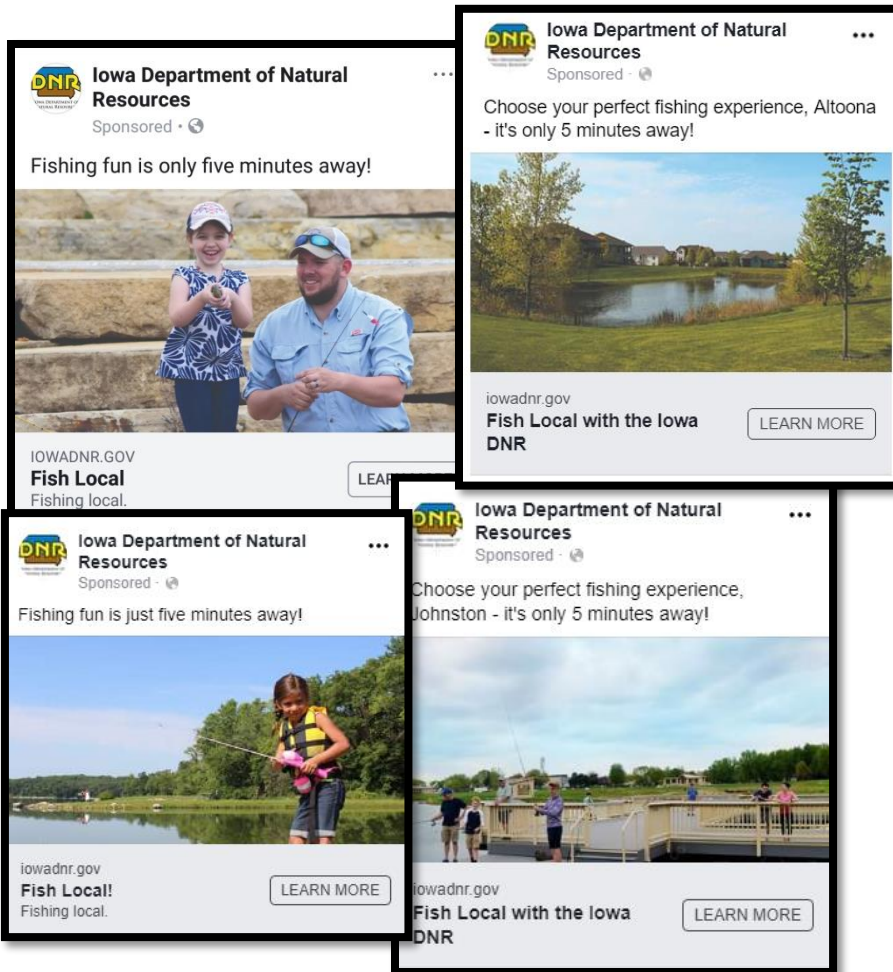 DNR
Iowa Department of Natural
Resources
Sponsored ·
Fishing fun is only five minutes away!
IOWADNR.GOV
Fish Local
Fishing local.
DNR
Iowa Department of Natural
Resources
Sponsored ·
Choose your perfect fishing experience, Altoona
- it's only 5 minutes away!
iowadnr.gov
Fish Local with the Iowa
DNR
LEARN MORE
DNR
Iowa Department of Natural
Resources
Sponsored ·
Fishing fun is just five minutes away!
iowadnr.gov
Fish Local!
Fishing local.
LEARN MORE
DNR
Iowa Department of Natural
Resources
Sponsored ·
Choose your perfect fishing experience,
Johnston - it's only 5 minutes away!
iowadnr.gov
Fish Local with the Iowa
DNR
LEARN MORE